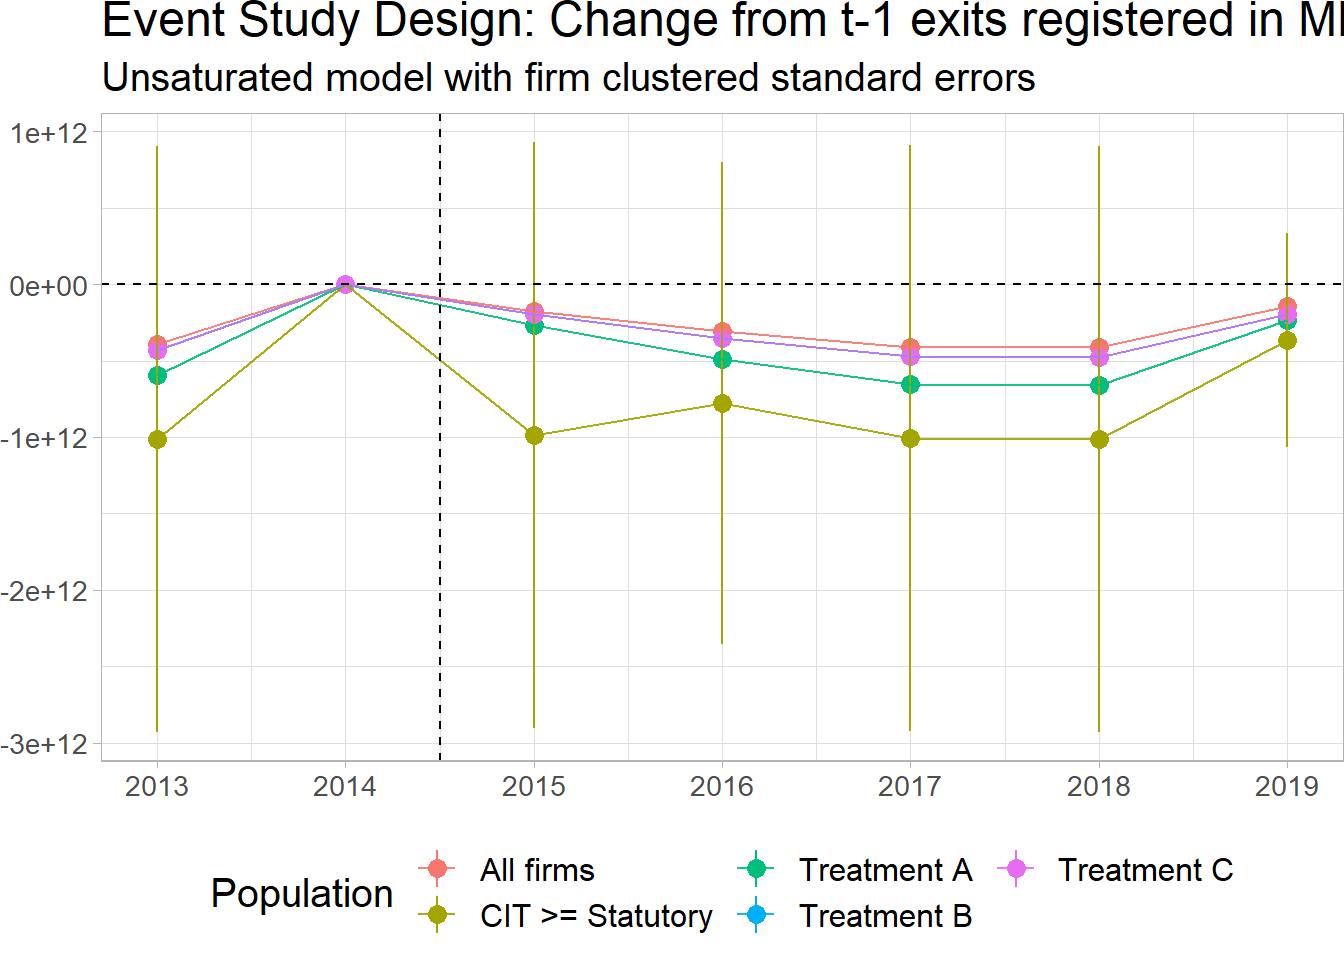 Event Study Design: Change from t-1 exits registered in
Unsaturated model with firm clustered standard errors
1e+12
0e+00
-1e+12
-2e+12
-3e+12
2013 2014 2015 2016 2017 2018 2019
Population
All firms
CIT >= Statutory
Treatment A
Treatment B
Treatment C